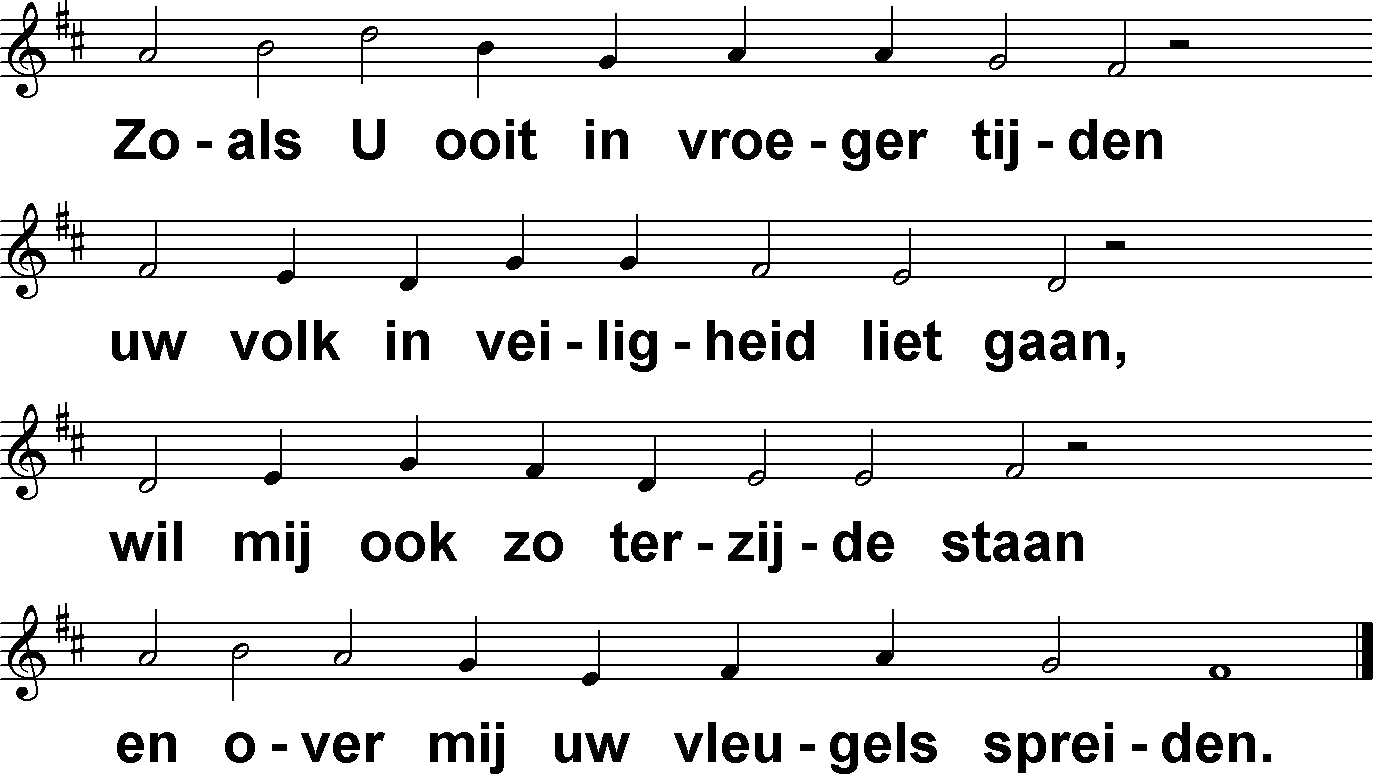 Zo - als U ooit in vroe - ger tij - den
uw volk in vei - lig - heid liet gaan,
wil mij ook zo ter - zij - de staan
en o - ver mij uw vleu - gels sprei - den.